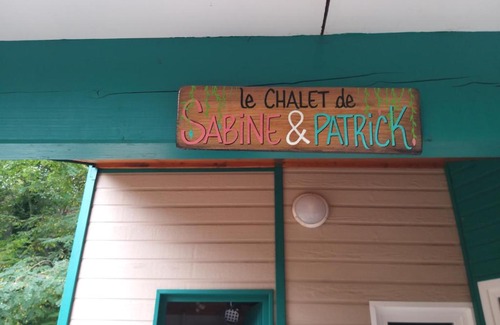 le CHALET de
SABiNE & PATRicK.